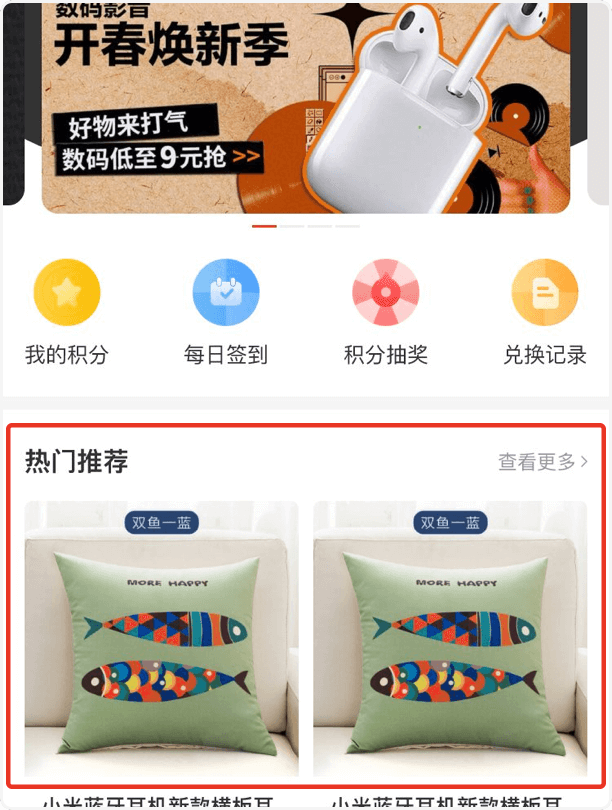 数码影音
开春焕新季
好物来打气
数码低至9元抢 >>
我的积分
每日签到
积分抽奖
兑换记录
热门推荐
查看更多 >
双鱼一蓝
双鱼一蓝
MORE HAPPY
MORE HAPPY
小米蓝牙耳机新款横板耳
小米蓝牙耳机新款横板耳